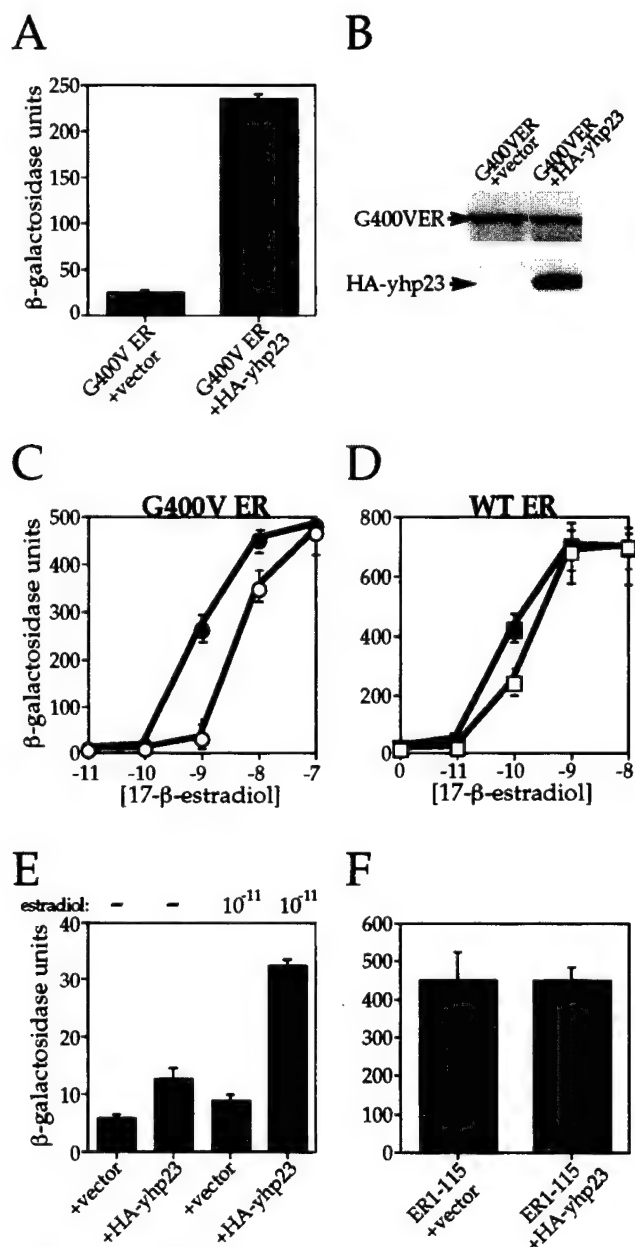 A
β-galactosidase units
250
200
150
100
50
0
G400V ER
+vector
G400V ER
+HA-yhp23
B
G400VER
+vector
G400VER
+HA-yhp23
G400VER
HA-yhp23
C
G400V ER
β-galactosidase units
500
400
300
200
100
0
-11
-10
-9
-8
-7
[17-β-estradiol]
D
WT ER
800
600
400
200
0
0
-11
-10
-9
-8
[17-β-estradiol]
E
estradiol: – – 10⁻¹¹ 10⁻¹¹
β-galactosidase units
40
30
20
10
0
+vector
+HA-yhp23
+vector
+HA-yhp23
F
600
500
400
300
200
100
0
ER1-115
+vector
ER1-115
+HA-yhp23